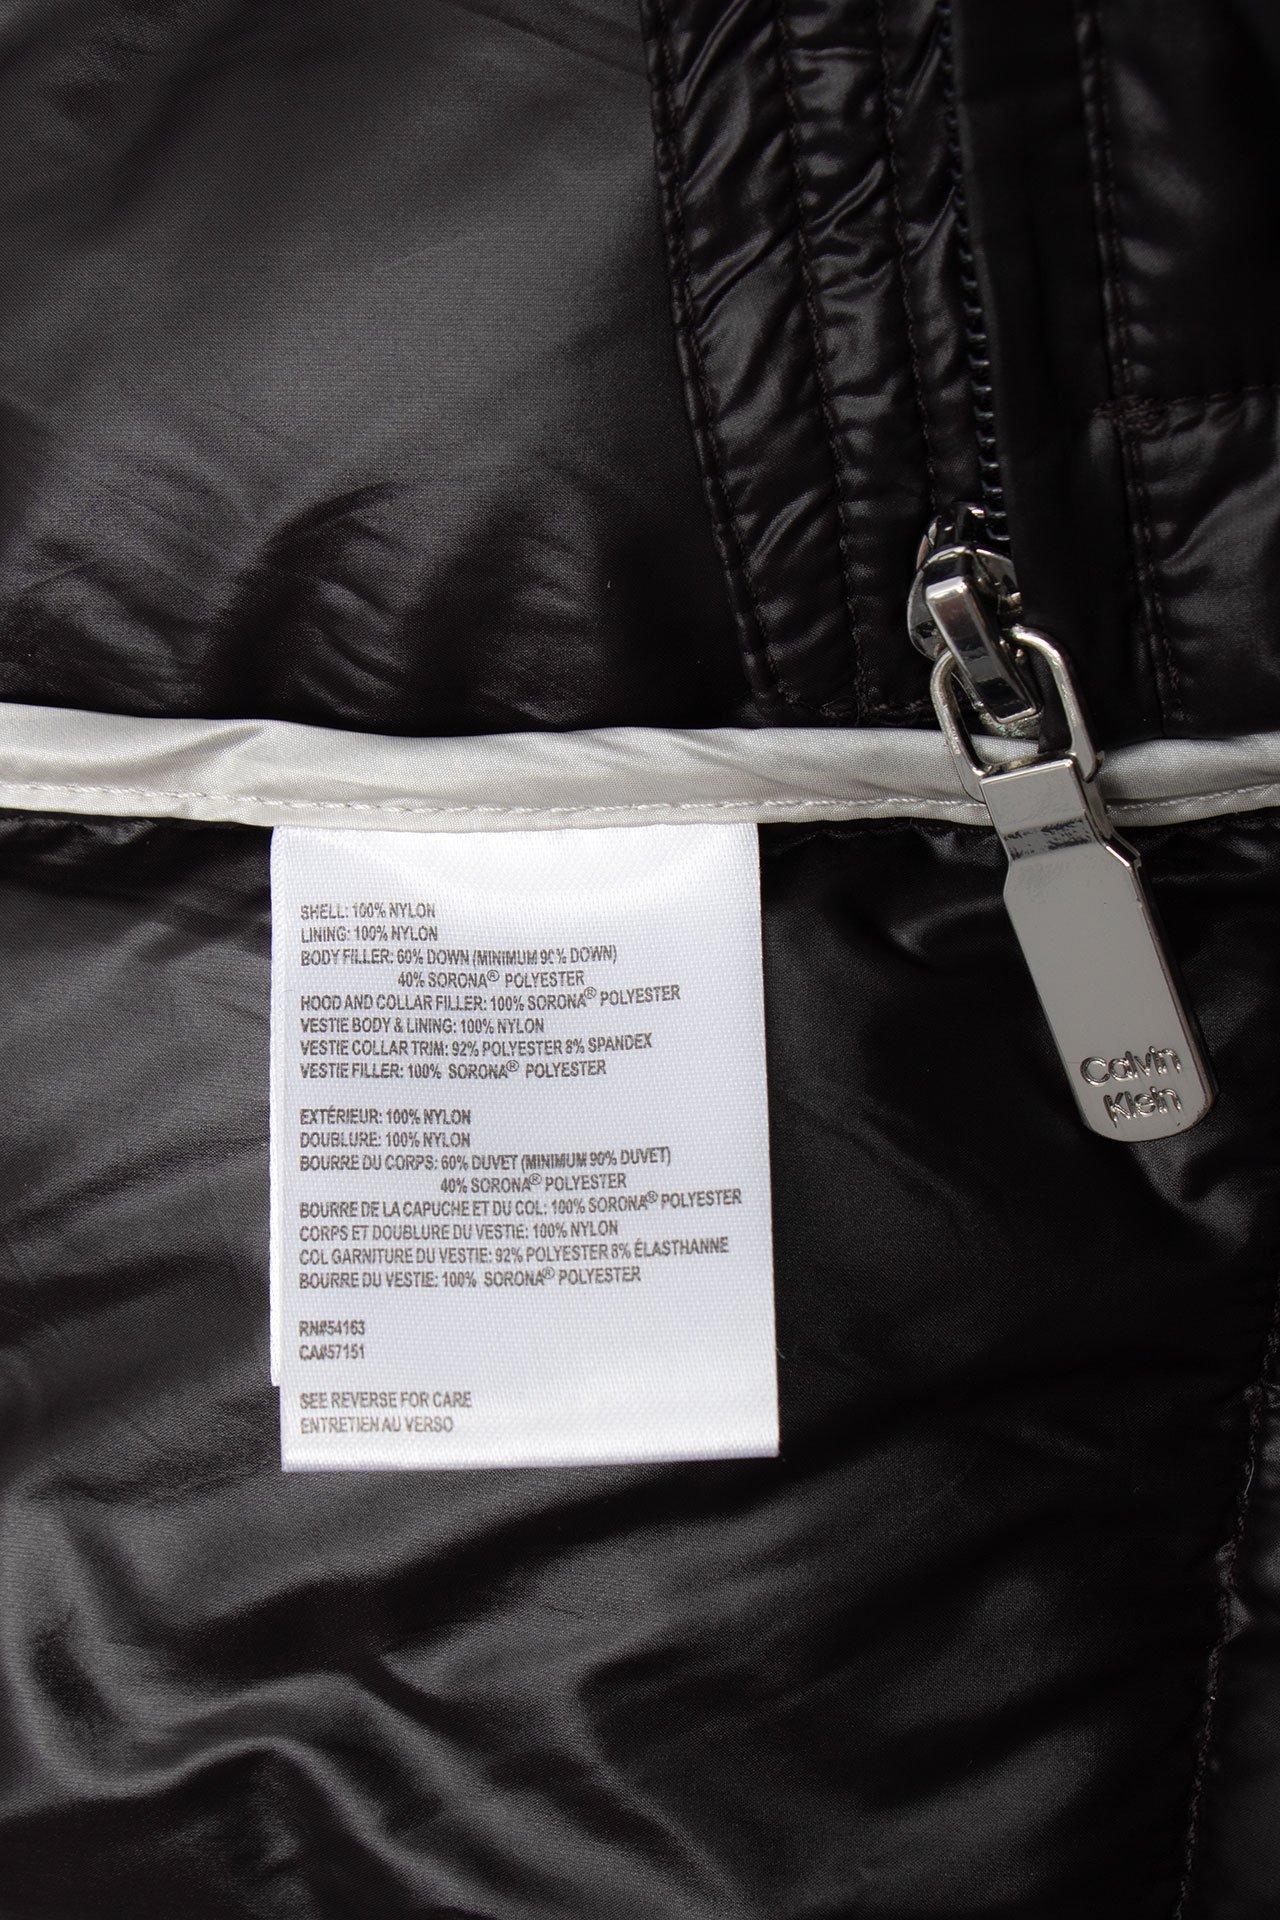 SHELL: 100% NYLON
LINING: 100% NYLON
BODY FILLER: 60% DOWN (MINIMUM 90% DOWN)
40% SORONA® POLYESTER
HOOD AND COLLAR FILLER: 100% SORONA® POLYESTER
VESTIE BODY & LINING: 100% NYLON
VESTIE COLLAR TRIM: 92% POLYESTER 8% SPANDEX
VESTIE FILLER: 100% SORONA® POLYESTER
EXTÉRIEUR: 100% NYLON
DOUBLURE: 100% NYLON
BOURRE DU CORPS: 60% DUVET (MINIMUM 90% DUVET)
40% SORONA® POLYESTER
BOURRE DE LA CAPUCHE ET DU COL: 100% SORONA® POLYESTER
CORPS ET DOUBLURE DU VESTIE: 100% NYLON
COL GARNITURE DU VESTIE: 92% POLYESTER 8% ÉLASTHANNE
BOURRE DU VESTIE: 100% SORONA® POLYESTER
RN#54163
CA#57151
SEE REVERSE FOR CARE
ENTRETIEN AU VERSO
Calvin
Klein